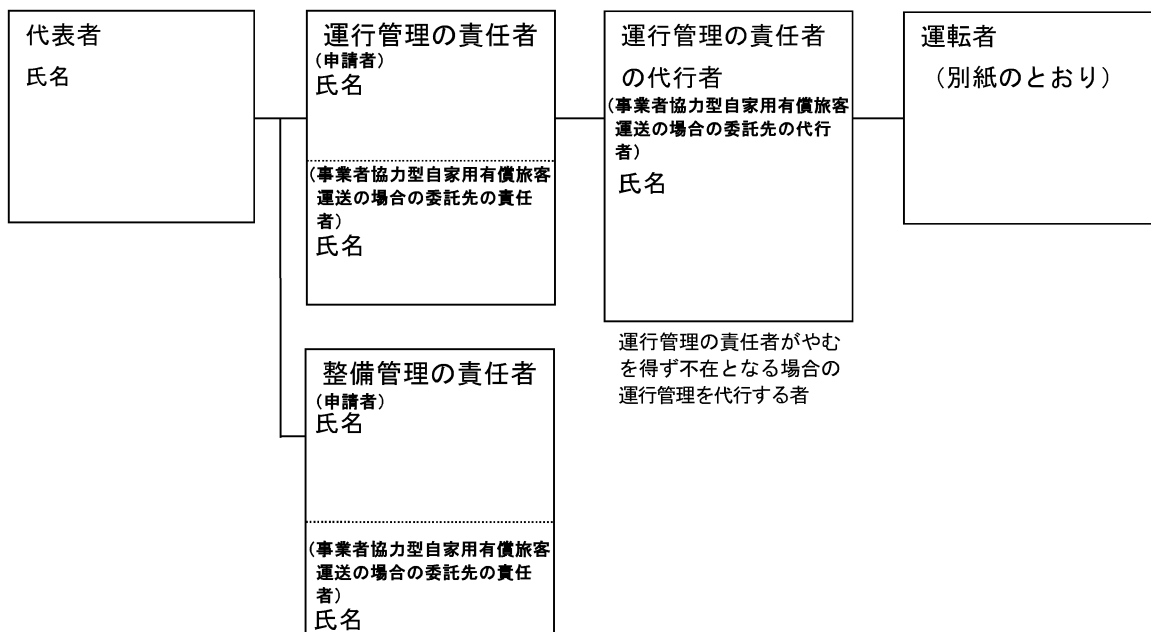 代表者
氏名
運行管理の責任者
(申請者)
氏名
(事業者協力型自家用有償旅客
運送の場合の委託先の責任
者)
氏名
運行管理の責任者
の代行者
(事業者協力型自家用有償旅客
運送の場合の委託先の代行
者)
氏名
運行管理の責任者がやむ
を得ず不在となる場合の
運行管理を代行する者
運転者
(別紙のとおり)
整備管理の責任者
(申請者)
氏名
(事業者協力型自家用有償旅客
運送の場合の委託先の責任
者)
氏名